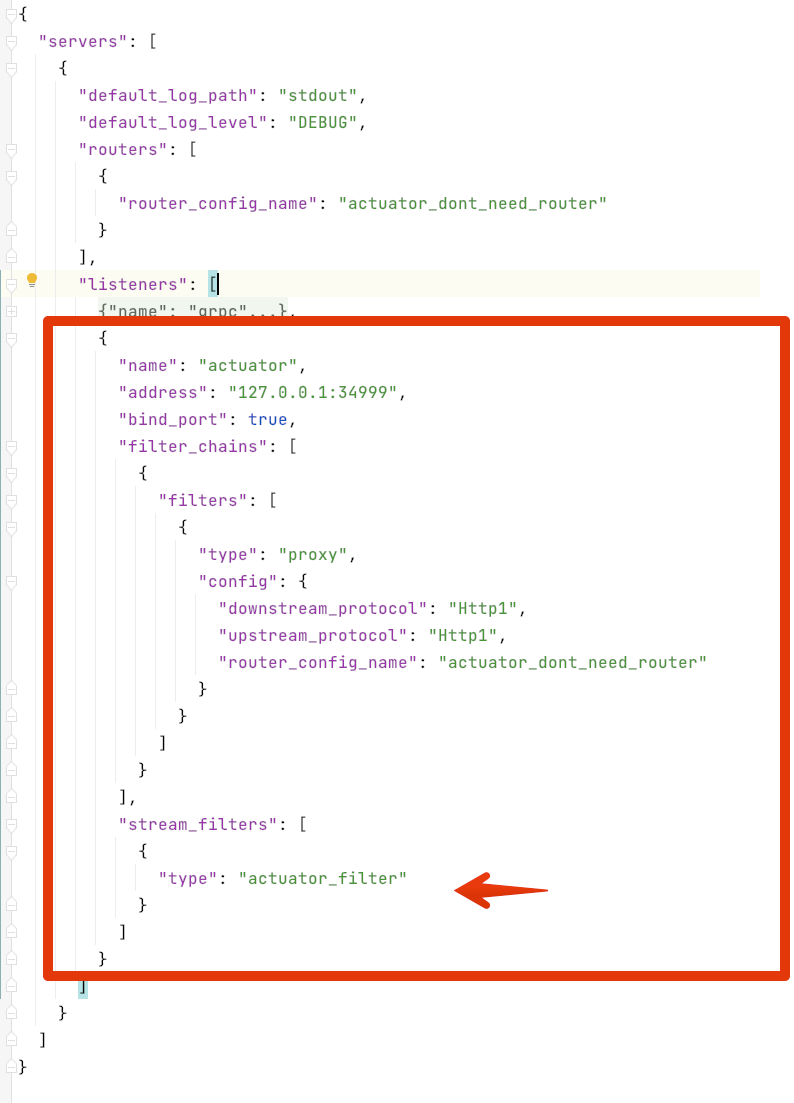 {
  "servers": [
    {
      "default_log_path": "stdout",
      "default_log_level": "DEBUG",
      "routers": [
        {
          "router_config_name": "actuator_dont_need_router"
        }
      ],
      "listeners": [
        {"name": "grpc"...},
        {
          "name": "actuator",
          "address": "127.0.0.1:34999",
          "bind_port": true,
          "filter_chains": [
            {
              "filters": [
                {
                  "type": "proxy",
                  "config": {
                    "downstream_protocol": "Http1",
                    "upstream_protocol": "Http1",
                    "router_config_name": "actuator_dont_need_router"
                  }
                }
              ]
            }
          ],
          "stream_filters": [
            {
              "type": "actuator_filter"
            }
          ]
        }
      ]
    }
  ]
}